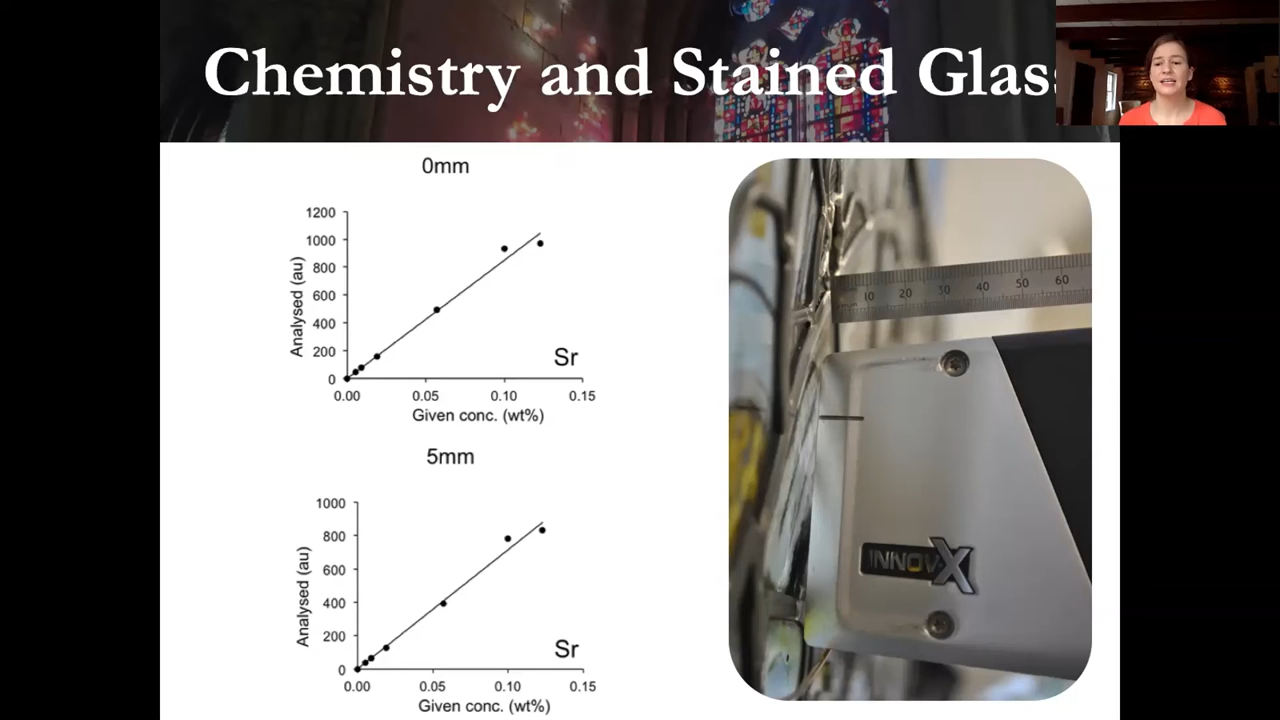 Chemistry and Stained Glas
0mm
1200
1000
800
600
400
200
0
Analysed (au)
Sr
0.00 0.05 0.10 0.15
Given conc. (wt%)
5mm
1000
800
600
400
200
0
Analysed (au)
Sr
0.00 0.05 0.10 0.15
Given conc. (wt%)
10 20 30 40 50 60
INNOVX